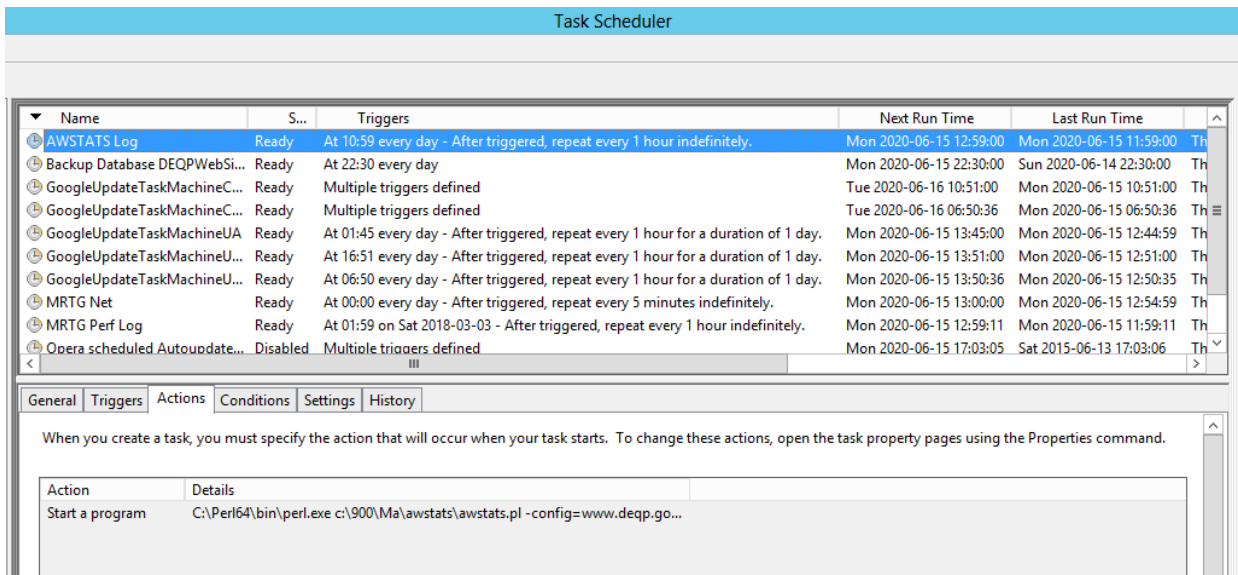 Task Scheduler
Name S... Triggers Next Run Time Last Run Time
AWSTATS Log Ready At 10:59 every day - After triggered, repeat every 1 hour indefinitely. Mon 2020-06-15 12:59:00 Mon 2020-06-15 11:59:00 Th
Backup Database DEQPWebSi... Ready At 22:30 every day Mon 2020-06-15 22:30:00 Sun 2020-06-14 22:30:00 Th
GoogleUpdateTaskMachineC... Ready Multiple triggers defined Tue 2020-06-16 10:51:00 Mon 2020-06-15 10:51:00 Th
GoogleUpdateTaskMachineC... Ready Multiple triggers defined Tue 2020-06-16 06:50:36 Mon 2020-06-15 06:50:36 Th
GoogleUpdateTaskMachineUA Ready At 01:45 every day - After triggered, repeat every 1 hour for a duration of 1 day. Mon 2020-06-15 13:45:00 Mon 2020-06-15 12:44:59 Th
GoogleUpdateTaskMachineU... Ready At 16:51 every day - After triggered, repeat every 1 hour for a duration of 1 day. Mon 2020-06-15 13:51:00 Mon 2020-06-15 12:51:00 Th
GoogleUpdateTaskMachineU... Ready At 06:50 every day - After triggered, repeat every 1 hour for a duration of 1 day. Mon 2020-06-15 13:50:36 Mon 2020-06-15 12:50:35 Th
MRTG Net Ready At 00:00 every day - After triggered, repeat every 5 minutes indefinitely. Mon 2020-06-15 13:00:00 Mon 2020-06-15 12:54:59 Th
MRTG Perf Log Ready At 01:59 on Sat 2018-03-03 - After triggered, repeat every 1 hour indefinitely. Mon 2020-06-15 12:59:11 Mon 2020-06-15 11:59:11 Th
Opera scheduled Autoupdate... Disabled Multiple triggers defined Mon 2020-06-15 17:03:05 Sat 2015-06-13 17:03:06 Th
General Triggers Actions Conditions Settings History
When you create a task, you must specify the action that will occur when your task starts. To change these actions, open the task property pages using the Properties command.
Action Details
Start a program C:\Perl64\bin\perl.exe c:\900\Ma\awstats\awstats.pl -config=www.deqp.go...